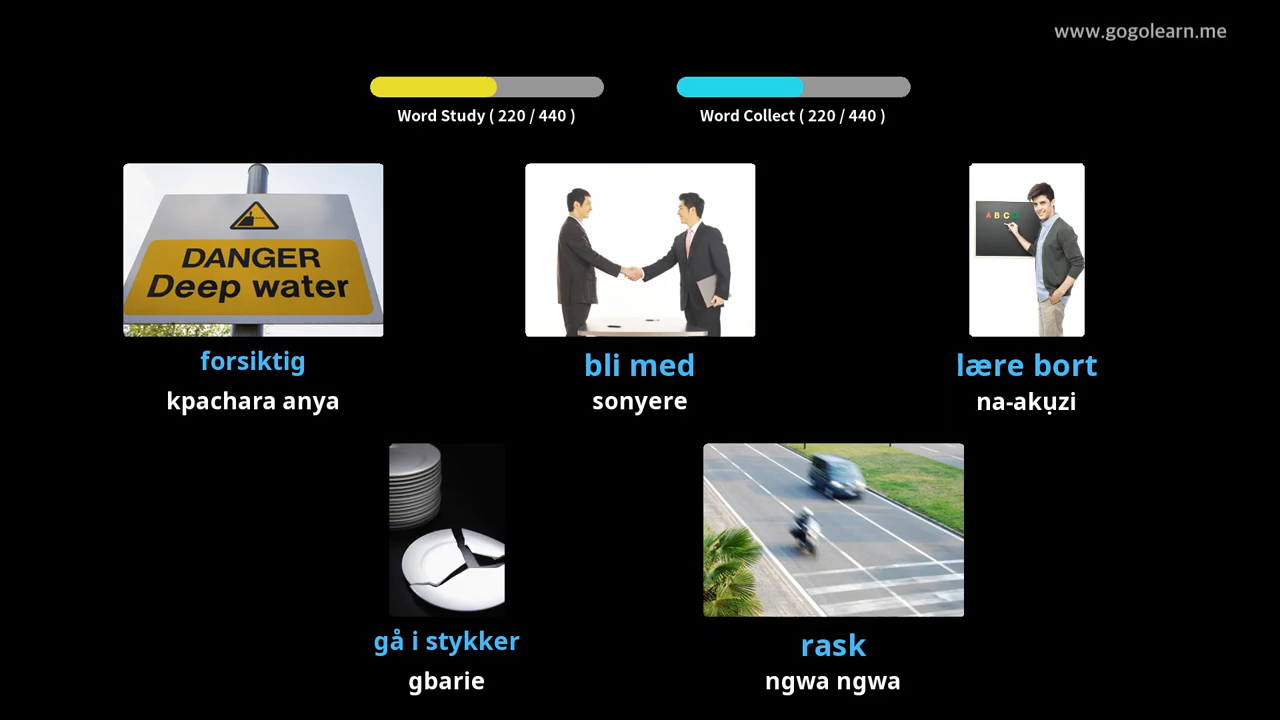 www.gogolearn.me
Word Study ( 220 / 440 )
Word Collect ( 220 / 440 )
DANGER
Deep water
A B C D
forsiktig
bli med
lære bort
kpachara anya
sonyere
na-akụzi
gå i stykker
rask
gbarie
ngwa ngwa